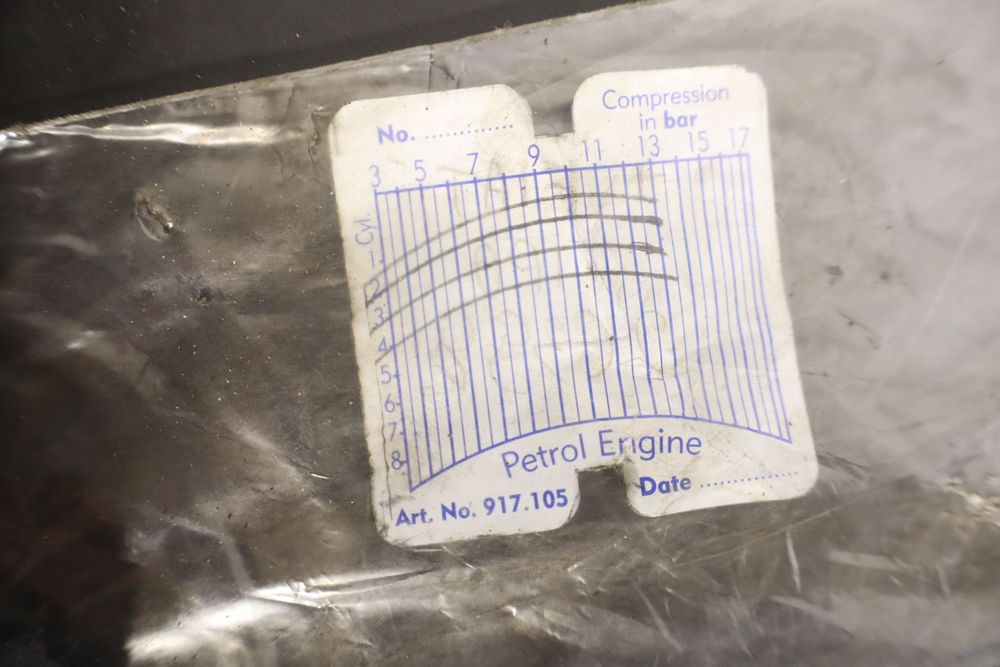 No. ..............
Compression
in bar
3 5 7 9 11 13 15 17
Cyl.
1
2
3
4
5
6
7
8
Petrol Engine
Art. No. 917.105
Date ................